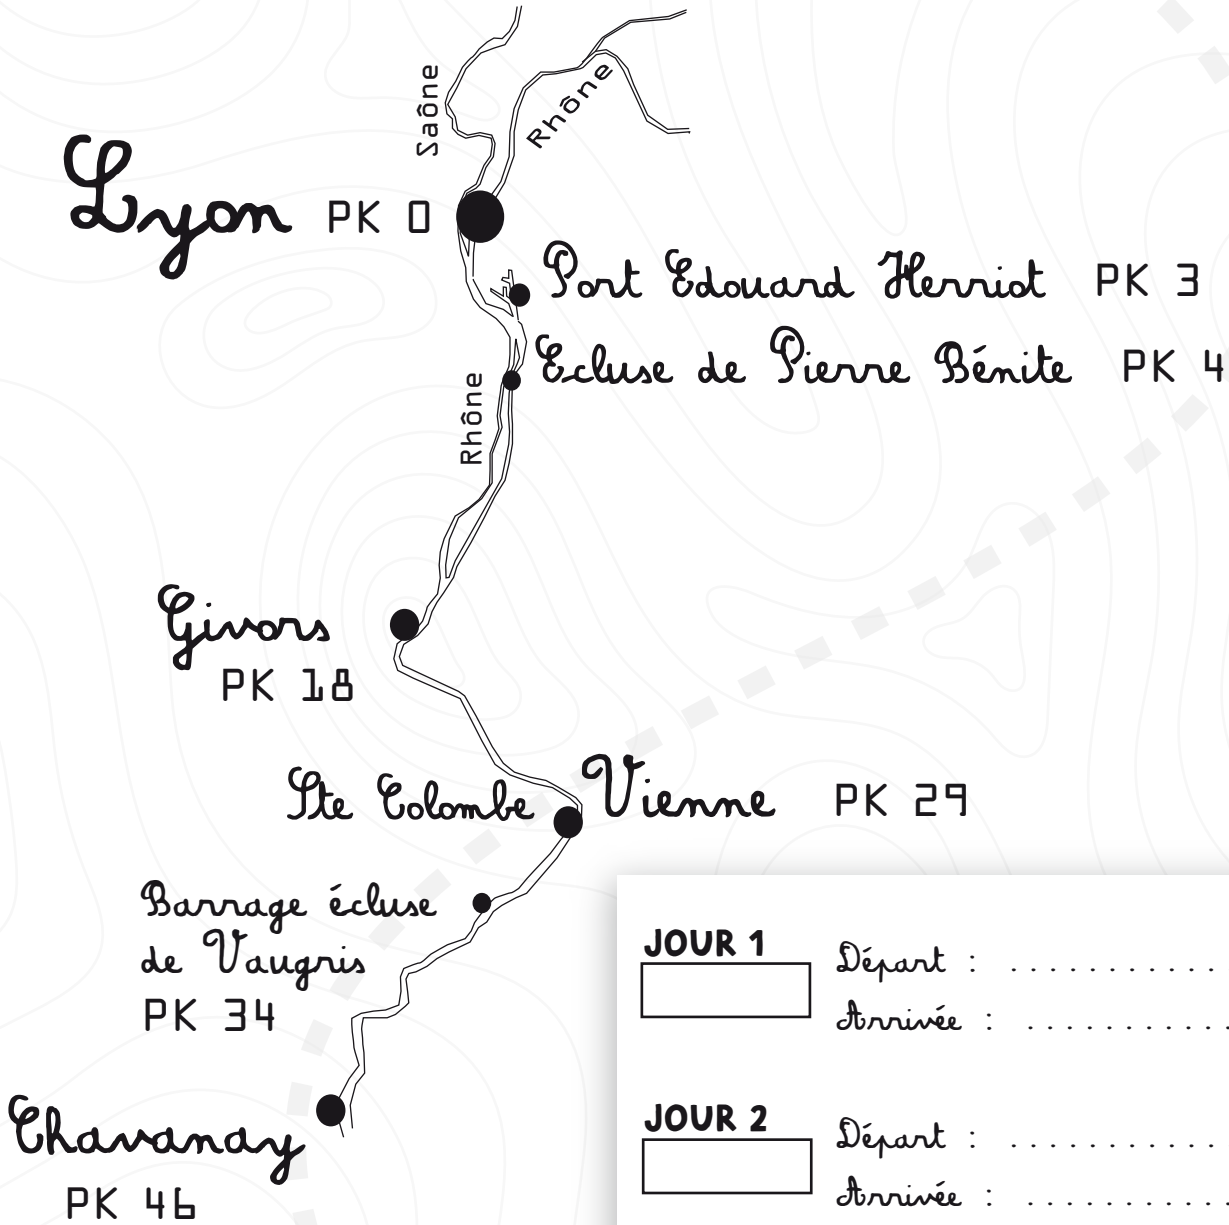 Saône
Rhône
Lyon PK 0
Port Edouard Herriot PK 3
Ecluse de Pierre Bénite PK 4
Rhône
Givors
PK 18
Ste Colombe
Vienne PK 29
Barrage écluse
de Vaugris
PK 34
Chavanay
PK 46
JOUR 1
Départ : . . . . . . . . . . .
Arrivée : . . . . . . . . . . .
JOUR 2
Départ : . . . . . . . . . . .
Arrivée : . . . . . . . . . . .